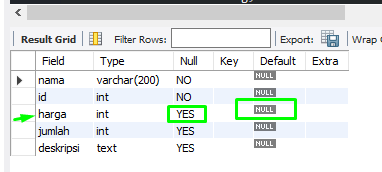 Result Grid Filter Rows: Export: Wrap C
Field Type Null Key Default Extra
nama varchar(200) NO NULL
id int NO NULL
harga int YES NULL
jumlah int YES NULL
deskripsi text YES NULL